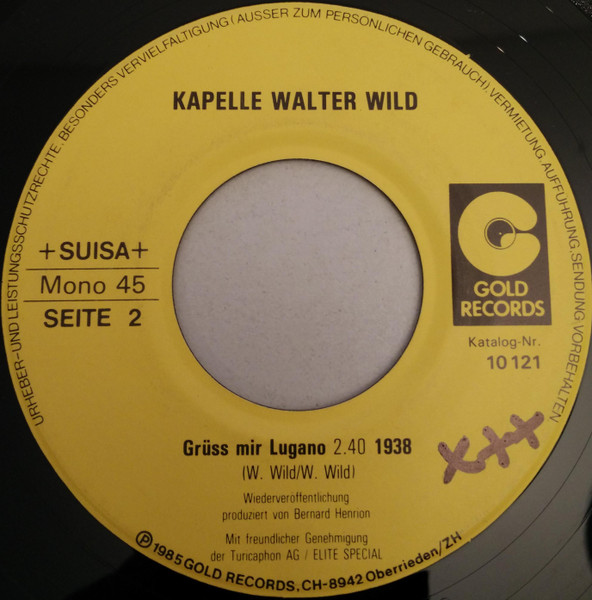 URHEBER-UND LEISTUNGSSCHUTZRECHTE. BESONDERS VERVIELFÄLTIGUNG (AUSSER ZUM PERSÖNLICHEN GEBRAUCH), VERMIETUNG, AUFFÜHRUNG, SENDUNG VORBEHALTEN
KAPELLE WALTER WILD
+SUISA+
Mono 45
SEITE 2
GOLD
RECORDS
Katalog-Nr.
10 121
Grüss mir Lugano 2.40 1938
(W. Wild/W. Wild)
Wiederveröffentlichung
produziert von Bernard Henrion
Mit freundlicher Genehmigung
der Turicaphon AG / ELITE SPECIAL
Ⓟ 1985 GOLD RECORDS, CH-8942 Oberrieden/ZH